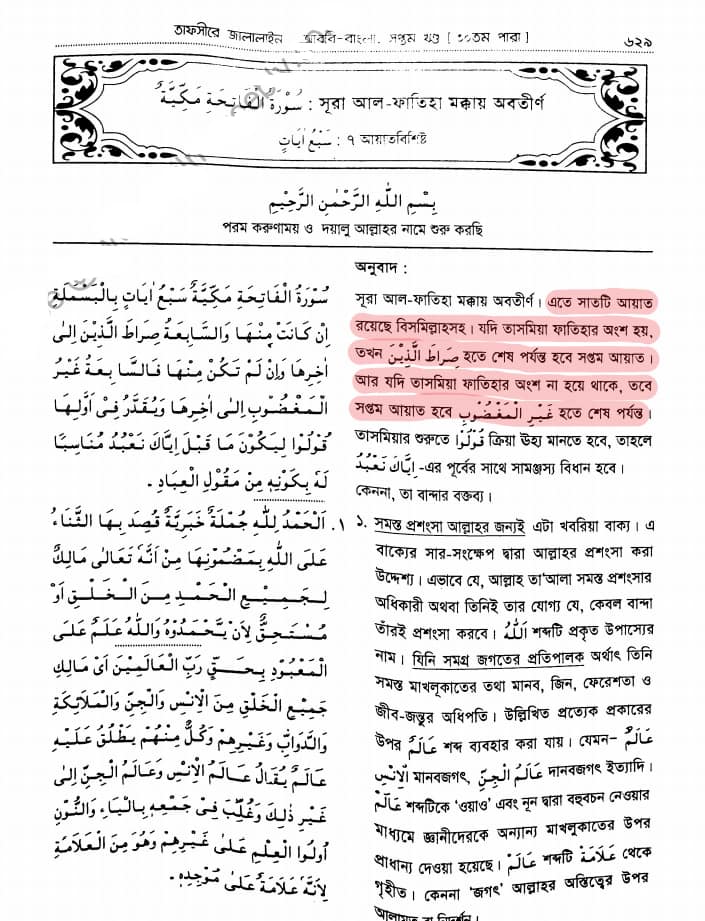 তাফসীরে জালালাইন আরবি-বাংলা, সপ্তম খণ্ড [ ৩০তম পারা ] ৬২৯
سُوْرَةُ الْفَاتِحَةِ مَكِّيَّةٌ : সূরা আল-ফাতিহা মক্কায় অবতীর্ণ
سَبْعُ اٰيَاتٍ : ৭ আয়াতবিশিষ্ট
بِسْمِ اللّٰهِ الرَّحْمٰنِ الرَّحِيْمِ
পরম করুণাময় ও দয়ালু আল্লাহর নামে শুরু করছি
سُوْرَةُ الْفَاتِحَةِ مَكِّيَّةٌ سَبْعُ اٰيَاتٍ بِالْبَسْمَلَةِ
اِنْ كَانَتْ مِنْهَا وَالسَّابِعَةُ صِرَاطَ الَّذِيْنَ اِلٰى
اٰخِرِهَا وَاِنْ لَمْ تَكُنْ مِنْهَا فَالسَّابِعَةُ غَيْرُ
الْمَغْضُوْبِ اِلٰى اٰخِرِهَا وَيُقَدَّرُ فِىْ اَوَّلِهَا
قُوْلُوْا لِيَكُوْنَ مَا قَبْلَ اِيَّاكَ نَعْبُدُ مُنَاسِبًا
لَهٗ بِكَوْنِهٖ مِنْ مَقُوْلِ الْعِبَادِ .
١. اَلْحَمْدُ لِلّٰهِ جُمْلَةٌ خَبَرِيَّةٌ قُصِدَ بِهَا الثَّنَاءُ
عَلَى اللّٰهِ بِمَضْمُوْنِهَا مِنْ اَنَّهٗ تَعَالٰى مَالِكٌ
لِجَمِيْعِ الْحَمْدِ مِنَ الْخَلْقِ اَوْ
مُسْتَحِقٌّ لِاَنْ يَّحْمَدُوْهُ وَاللّٰهُ عَلَمٌ عَلَى
الْمَعْبُوْدِ بِحَقٍّ رَبِّ الْعَالَمِيْنَ اَىْ مَالِكِ
جَمِيْعِ الْخَلْقِ مِنَ الْاِنْسِ وَالْجِنِّ وَالْمَلَائِكَةِ
وَالدَّوَابِّ وَغَيْرِهِمْ وَكُلٌّ مِنْهُمْ يُطْلَقُ عَلَيْهِ
عَالَمٌ يُقَالُ عَالَمُ الْاِنْسِ وَعَالَمُ الْجِنِّ اِلٰى
غَيْرِ ذٰلِكَ وَغُلِّبَ فِىْ جَمْعِهٖ بِالْيَاءِ وَالنُّوْنِ
اُولُوا الْعِلْمِ عَلٰى غَيْرِهِمْ وَهُوَ مِنَ الْعَلَامَةِ
لِاَنَّهٗ عَلَامَةٌ عَلٰى مُوْجِدِهٖ.
অনুবাদ :
সূরা আল-ফাতিহা মক্কায় অবতীর্ণ। এতে সাতটি আয়াত
রয়েছে বিসমিল্লাহসহ। যদি তাসমিয়া ফাতিহার অংশ হয়,
তখন صِرَاطَ الَّذِيْنَ হতে শেষ পর্যন্ত হবে সপ্তম আয়াত।
আর যদি তাসমিয়া ফাতিহার অংশ না হয়ে থাকে, তবে
সপ্তম আয়াত হবে غَيْرِ الْمَغْضُوْبِ হতে শেষ পর্যন্ত।
তাসমিয়ার শুরুতে قُوْلُوْا ক্রিয়া ঊহ্য মানতে হবে, তাহলে
اِيَّاكَ نَعْبُدُ -এর পূর্বের সাথে সামঞ্জস্য বিধান হবে।
কেননা, তা বান্দার বক্তব্য।
১. সমস্ত প্রশংসা আল্লাহর জন্যই এটা খবরিয়া বাক্য। এ
বাক্যের সার-সংক্ষেপ দ্বারা আল্লাহর প্রশংসা করা
উদ্দেশ্য। এভাবে যে, আল্লাহ তা'আলা সমস্ত প্রশংসার
অধিকারী অথবা তিনিই তার যোগ্য যে, কেবল বান্দা
তাঁরই প্রশংসা করবে। اَللّٰهُ শব্দটি প্রকৃত উপাস্যের
নাম। যিনি সমগ্র জগতের প্রতিপালক অর্থাৎ তিনি
সমস্ত মাখলূকাতের তথা মানব, জিন, ফেরেশতা ও
জীব-জন্তুর অধিপতি। উল্লিখিত প্রত্যেক প্রকারের
উপর عَالَمٌ শব্দ ব্যবহার করা যায়। যেমন- عَالَمُ
الْاِنْسِ মানবজগৎ, عَالَمُ الْجِنِّ দানবজগৎ ইত্যাদি।
عَالَمٌ শব্দটিকে 'ওয়াও' এবং নূন দ্বারা বহুবচন নেওয়ার
মাধ্যমে জ্ঞানীদেরকে অন্যান্য মাখলূকাতের উপর
প্রাধান্য দেওয়া হয়েছে। عَالَمٌ শব্দটি عَلَامَةٌ থেকে
গৃহীত। কেননা 'জগৎ' আল্লাহর অস্তিত্বের উপর
আলামত বা নিদর্শন।